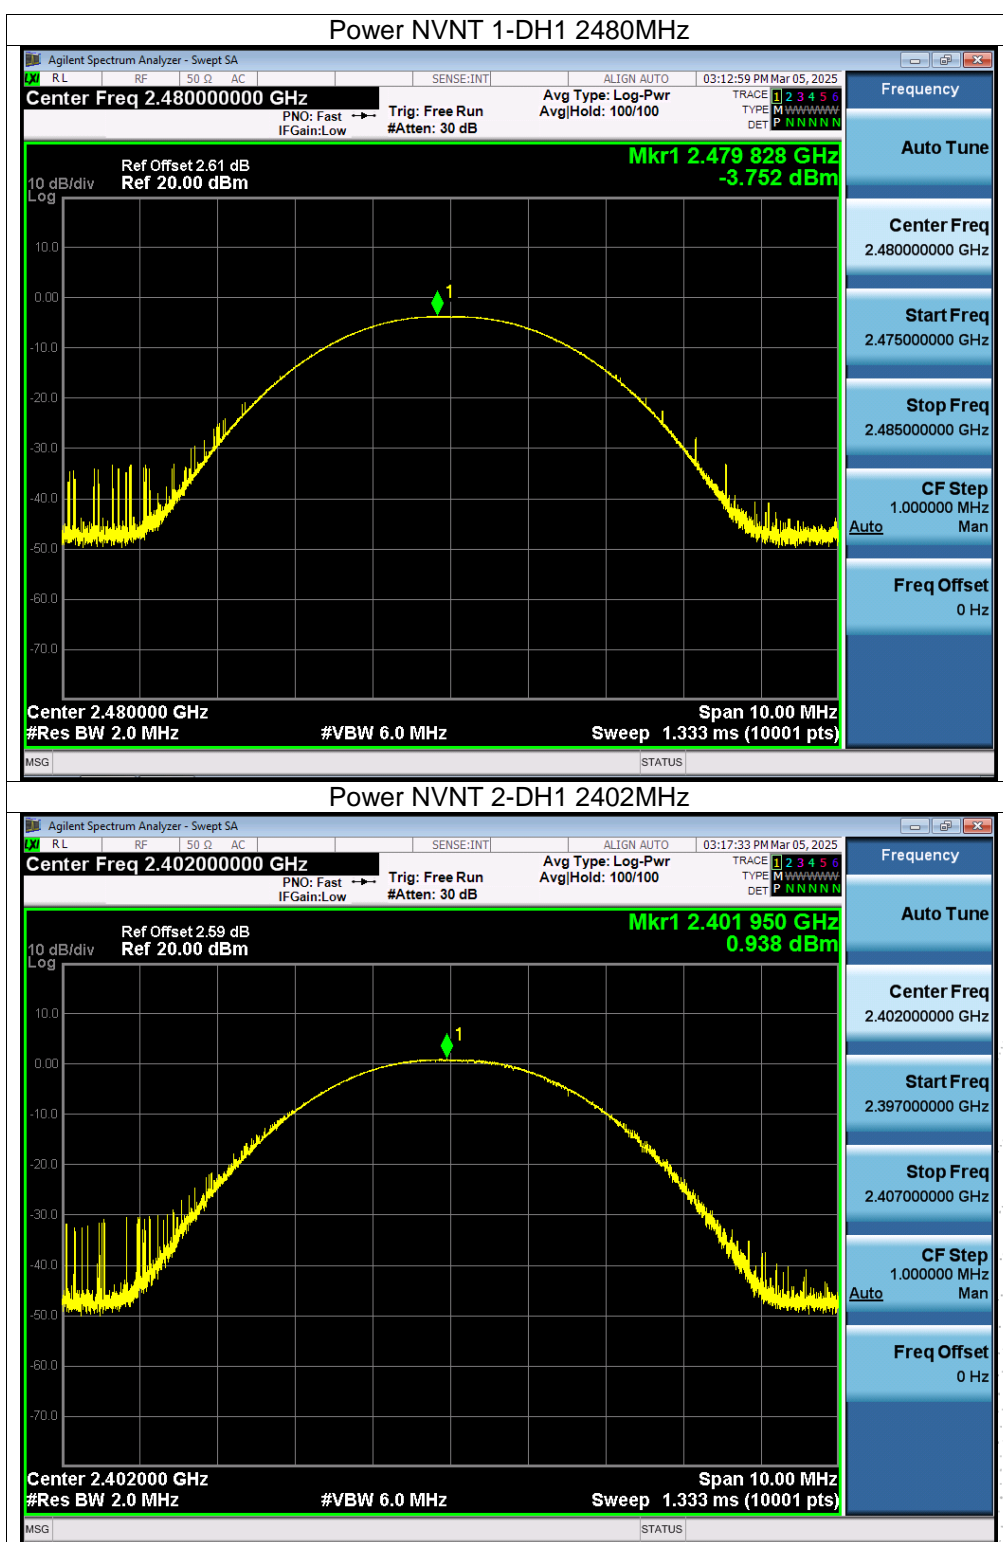 Power NVNT 1-DH1 2480MHz
Agilent Spectrum Analyzer - Swept SA
LXI RL RF 50 Ω AC SENSE:INT ALIGN AUTO 03:12:59 PM Mar 05, 2025
Center Freq 2.480000000 GHz
PNO: Fast
IFGain:Low
Trig: Free Run
#Atten: 30 dB
Avg Type: Log-Pwr
Avg|Hold: 100/100
TRACE 1 2 3 4 5 6
TYPE M W W W W W
DET P N N N N N
Frequency
Mkr1 2.479 828 GHz
-3.752 dBm
Ref Offset 2.61 dB
10 dB/div Ref 20.00 dBm
Log
10.0
0.00
-10.0
-20.0
-30.0
-40.0
-50.0
-60.0
-70.0
1
Center 2.480000 GHz Span 10.00 MHz
#Res BW 2.0 MHz #VBW 6.0 MHz Sweep 1.333 ms (10001 pts)
MSG STATUS
Auto Tune
Center Freq
2.480000000 GHz
Start Freq
2.475000000 GHz
Stop Freq
2.485000000 GHz
CF Step
1.000000 MHz
Auto Man
Freq Offset
0 Hz
Power NVNT 2-DH1 2402MHz
Agilent Spectrum Analyzer - Swept SA
LXI RL RF 50 Ω AC SENSE:INT ALIGN AUTO 03:17:33 PM Mar 05, 2025
Center Freq 2.402000000 GHz
PNO: Fast
IFGain:Low
Trig: Free Run
#Atten: 30 dB
Avg Type: Log-Pwr
Avg|Hold: 100/100
TRACE 1 2 3 4 5 6
TYPE M W W W W W
DET P N N N N N
Frequency
Mkr1 2.401 950 GHz
0.938 dBm
Ref Offset 2.59 dB
10 dB/div Ref 20.00 dBm
Log
10.0
0.00
-10.0
-20.0
-30.0
-40.0
-50.0
-60.0
-70.0
1
Center 2.402000 GHz Span 10.00 MHz
#Res BW 2.0 MHz #VBW 6.0 MHz Sweep 1.333 ms (10001 pts)
MSG STATUS
Auto Tune
Center Freq
2.402000000 GHz
Start Freq
2.397000000 GHz
Stop Freq
2.407000000 GHz
CF Step
1.000000 MHz
Auto Man
Freq Offset
0 Hz